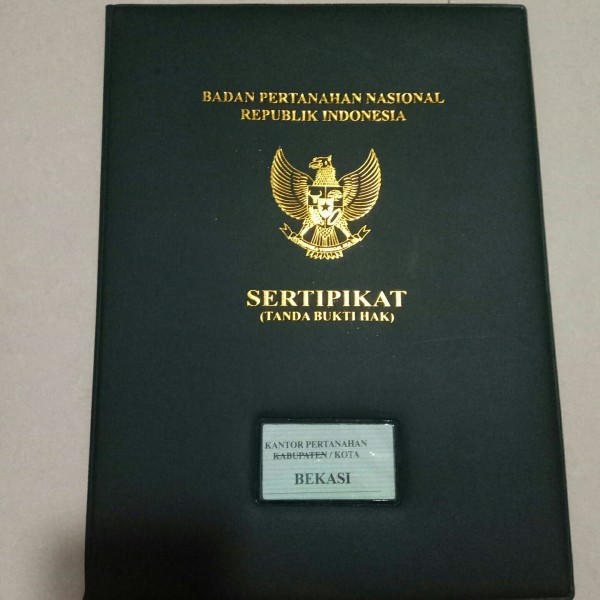 BADAN PERTANAHAN NASIONAL
REPUBLIK INDONESIA
SERTIPIKAT
(TANDA BUKTI HAK)
KANTOR PERTANAHAN
KABUPATEN / KOTA
BEKASI